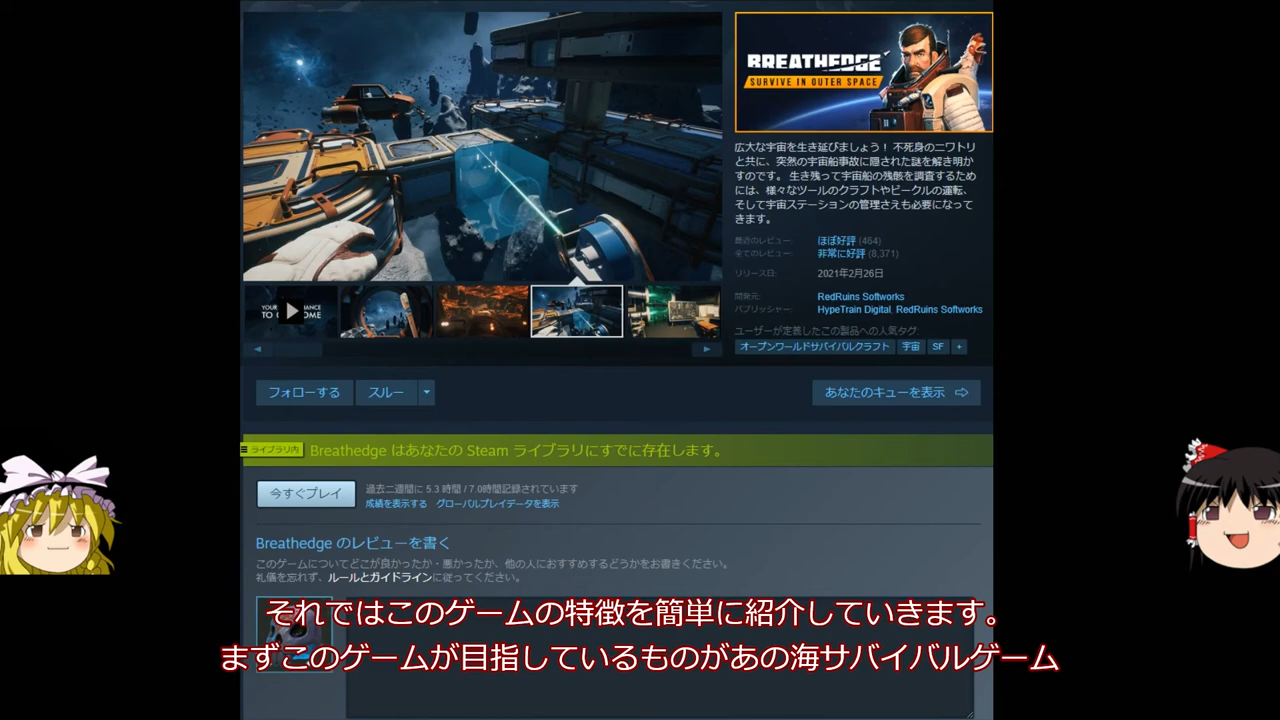 BREATHEDGE
SURVIVE IN OUTER SPACE
広大な宇宙を生き延びましょう！ 不死身のニワトリ
と共に、突然の宇宙船事故に隠された謎を解き明か
すのです。 生き残って宇宙船の残骸を調査するため
には、様々なツールのクラフトやビークルの運転、
そして宇宙ステーションの管理さえも必要になって
きます。
最近のレビュー: ほぼ好評 (464)
全てのレビュー: 非常に好評 (8,371)
リリース日: 2021年2月26日
開発元: RedRuins Softworks
パブリッシャー: HypeTrain Digital, RedRuins Softworks
ユーザーが定義したこの製品への人気タグ:
オープンワールドサバイバルクラフト 宇宙 SF +
フォローする スルー あなたのキューを表示
ライブラリ内 Breathedge はあなたの Steam ライブラリにすでに存在します。
今すぐプレイ 過去二週間に 5.3 時間 / 7.0時間記録されています
成績を表示する グローバルプレイデータを表示
Breathedge のレビューを書く
このゲームについてどこが良かったか・悪かったか、他の人におすすめするかどうかをお書きください。
礼儀を忘れず、ルールとガイドラインに従ってください。
それではこのゲームの特徴を簡単に紹介していきます。
まずこのゲームが目指しているものがあの海サバイバルゲーム